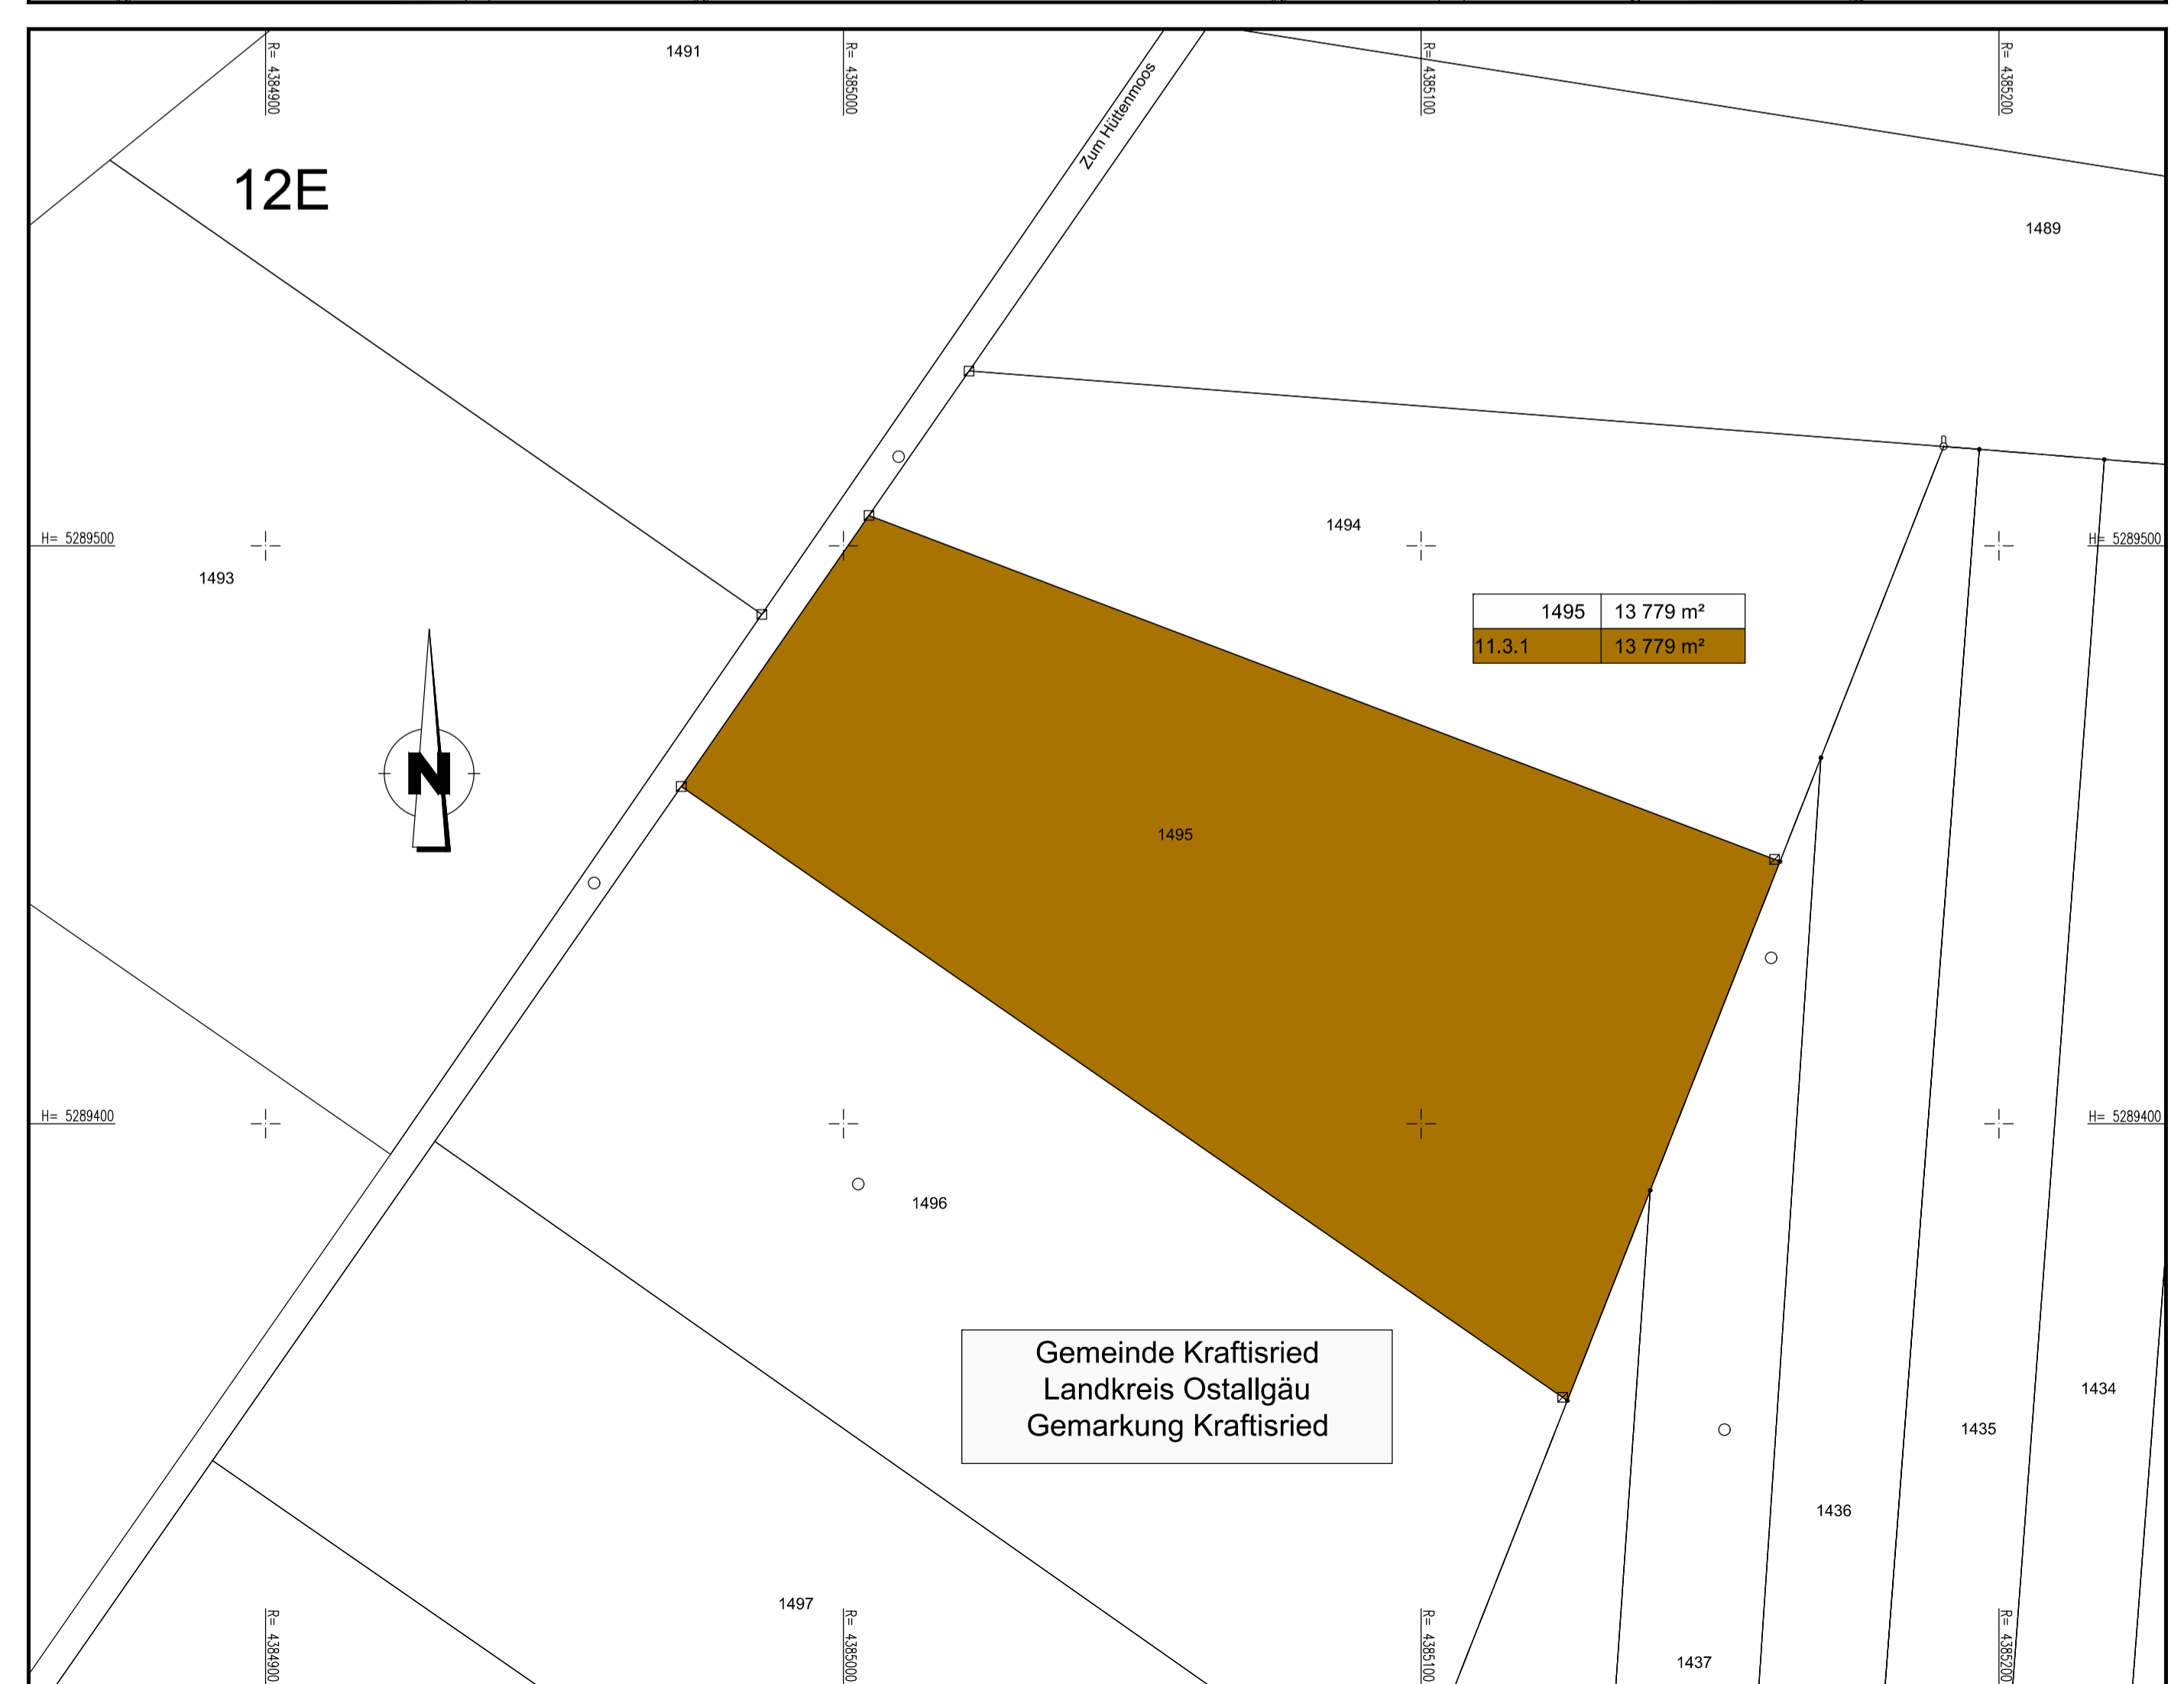 R= 4384900
1491
R= 4385000
Zum Hüttenmoos
R= 4385100
R= 4385200
12E
1489
H= 5289500
1494
H= 5289500
1493
1495 13 779 m²
11.3.1 13 779 m²
N
1495
H= 5289400
H= 5289400
1496
Gemeinde Kraftisried
Landkreis Ostallgäu
Gemarkung Kraftisried
1434
1435
1436
1497
1437
R= 4384900
R= 4385000
R= 4385100
R= 4385200